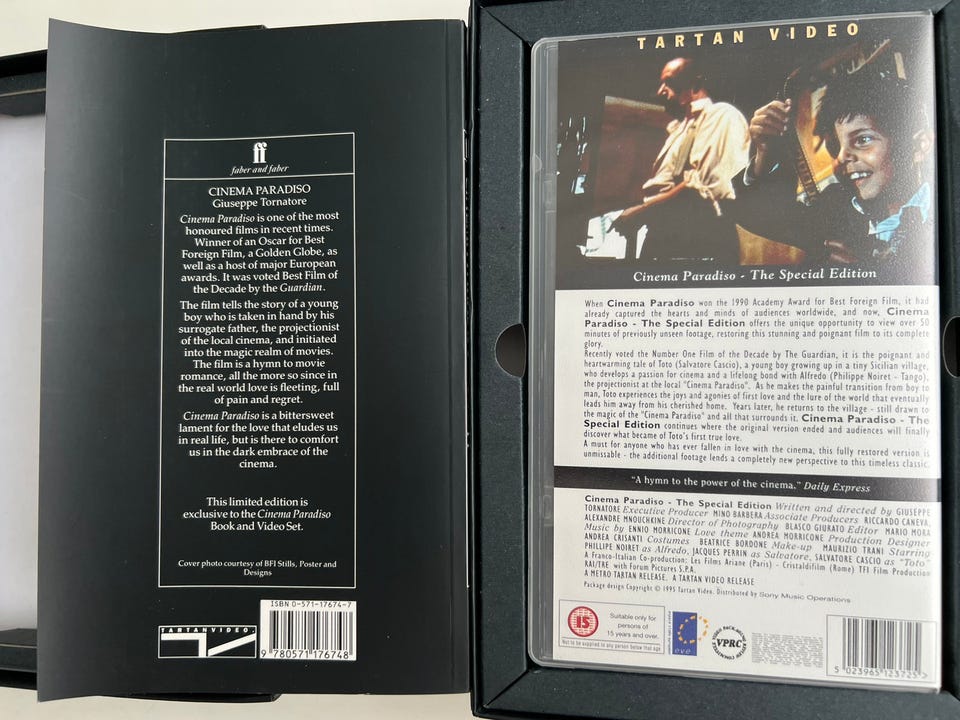 ff
faber and faber
CINEMA PARADISO
Giuseppe Tornatore
Cinema Paradiso is one of the most
honoured films in recent times.
Winner of an Oscar for Best
Foreign Film, a Golden Globe, as
well as a host of major European
awards. It was voted Best Film of
the Decade by the Guardian.
The film tells the story of a young
boy who is taken in hand by his
surrogate father, the projectionist
of the local cinema, and initiated
into the magic realm of movies.
The film is a hymn to movie
romance, all the more so since in
the real world love is fleeting, full
of pain and regret.
Cinema Paradiso is a bittersweet
lament for the love that eludes us
in real life, but is there to comfort
us in the dark embrace of the
cinema.
This limited edition is
exclusive to the Cinema Paradiso
Book and Video Set.
Cover photo courtesy of BFI Stills, Poster and
Designs
TARTAN VIDEO
ISBN 0-571-17674-7
9 780571 176748
TARTAN VIDEO
Cinema Paradiso - The Special Edition
When Cinema Paradiso won the 1990 Academy Award for Best Foreign Film, it had
already captured the hearts and minds of audiences worldwide, and now, Cinema
Paradiso - The Special Edition offers the unique opportunity to view over 50
minutes of previously unseen footage, restoring this stunning and poignant film to its complete
glory.
Recently voted the Number One Film of the Decade by The Guardian, it is the poignant and
heartwarming tale of Toto (Salvatore Cascio), a young boy growing up in a tiny Sicilian village,
who develops a passion for cinema and a lifelong bond with Alfredo (Philippe Noiret - Tango),
the projectionist at the local "Cinema Paradiso". As he makes the painful transition from boy to
man, Toto experiences the joys and agonies of first love and the lure of the world that eventually
leads him away from his cherished home. Years later, he returns to the village - still drawn to
the magic of the "Cinema Paradiso" and all that surrounds it. Cinema Paradiso - The
Special Edition continues where the original version ended and audiences will finally
discover what became of Toto's first true love.
A must for anyone who has ever fallen in love with the cinema, this fully restored version is
unmissable - the additional footage lends a completely new perspective to this timeless classic.
"A hymn to the power of the cinema." Daily Express
Cinema Paradiso - The Special Edition Written and directed by GIUSEPPE
TORNATORE Executive Producer MINO BARBERA Associate Producers RICCARDO CANEVA,
ALEXANDRE MNOUCHKINE Director of Photography BLASCO GIURATO Editor MARIO MORA
Music by ENNIO MORRICONE Love theme ANDREA MORRICONE Production Designer
ANDREA CRISANTI Costumes BEATRICE BORDONE Make-up MAURIZIO TRANI Starring
PHILLIPE NOIRET as Alfredo, JACQUES PERRIN as Salvatore, SALVATORE CASCIO as "Toto"
A Franco-Italian Co-production: Les Films Ariane (Paris) - Cristaldifilm (Rome) TFI Film Production
RAI/TRE with Forum Pictures S.P.A.
A METRO TARTAN RELEASE. A TARTAN VIDEO RELEASE
Package design Copyright © 1995 Tartan Video. Distributed by Sony Music Operations
15
Suitable only for
persons of
15 years and over.
Not to be supplied to any person below that age
eve
VPRC
5 023965 123725 >